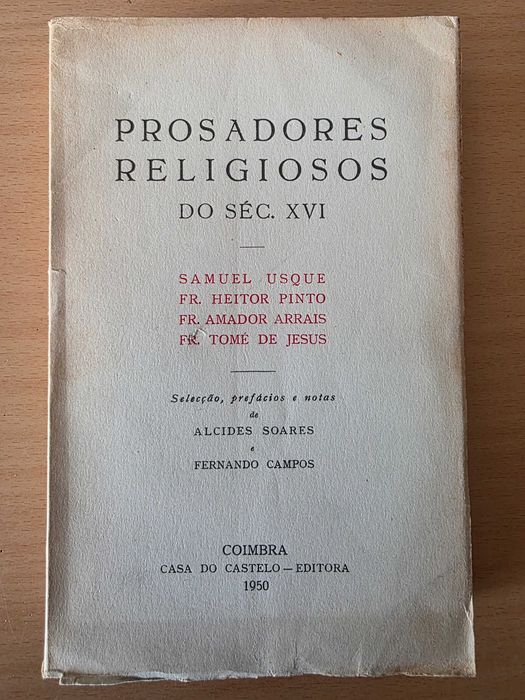 PROSADORES
RELIGIOSOS
DO SÉC. XVI
SAMUEL USQUE
FR. HEITOR PINTO
FR. AMADOR ARRAIS
FR. TOMÉ DE JESUS
Selecção, prefácios e notas
de
ALCIDES SOARES
e
FERNANDO CAMPOS
COIMBRA
CASA DO CASTELO — EDITORA
1950